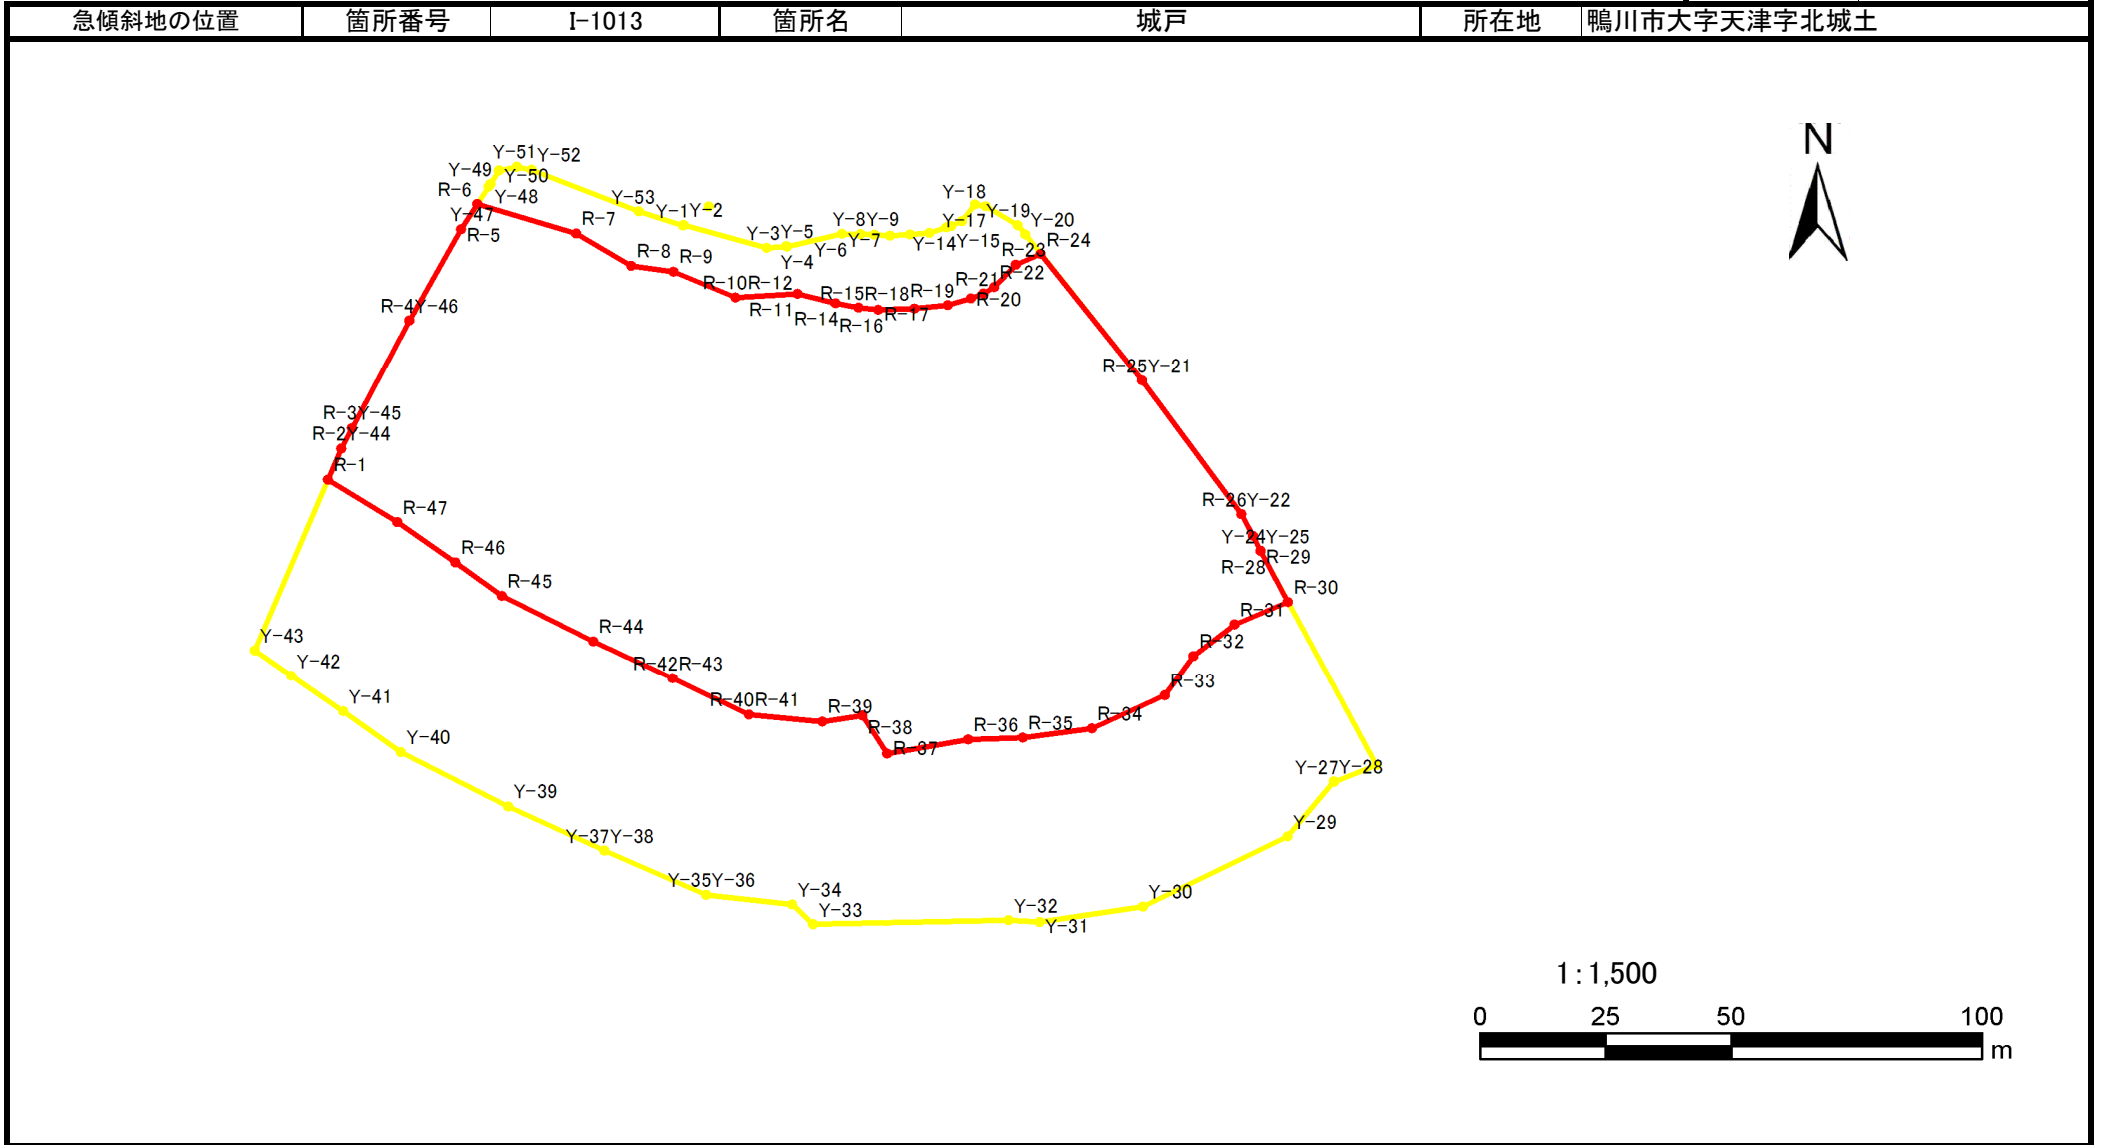 急傾斜地の位置 箇所番号 I-1013 箇所名 城戸 所在地 鴨川市大字天津字北城土
N
Y-51 Y-52
Y-49 Y-50
R-6 Y-48 Y-53 Y-1 Y-2 Y-18
Y-47 R-7 Y-8 Y-9 Y-17 Y-19 Y-20
R-5 Y-3 Y-5 Y-6 Y-7 Y-14 Y-15 R-24
R-8 R-9 Y-4 R-23
R-10 R-12 R-21 R-22
R-11 R-15 R-18 R-19 R-20
R-4 Y-46 R-14 R-16 R-17
R-25 Y-21
R-3 Y-45
R-2 Y-44
R-1
R-47 R-26 Y-22
R-46 Y-24 Y-25
R-28 R-29
R-45 R-30
R-44 R-31
Y-43 R-32
Y-42 R-42 R-43 R-33
Y-41 R-40 R-41 R-39 R-34
Y-40 R-38 R-36 R-35
R-37 Y-27 Y-28
Y-39
Y-37 Y-38 Y-29
Y-35 Y-36 Y-34 Y-30
Y-33 Y-32 Y-31
1:1,500
0 25 50 100
m